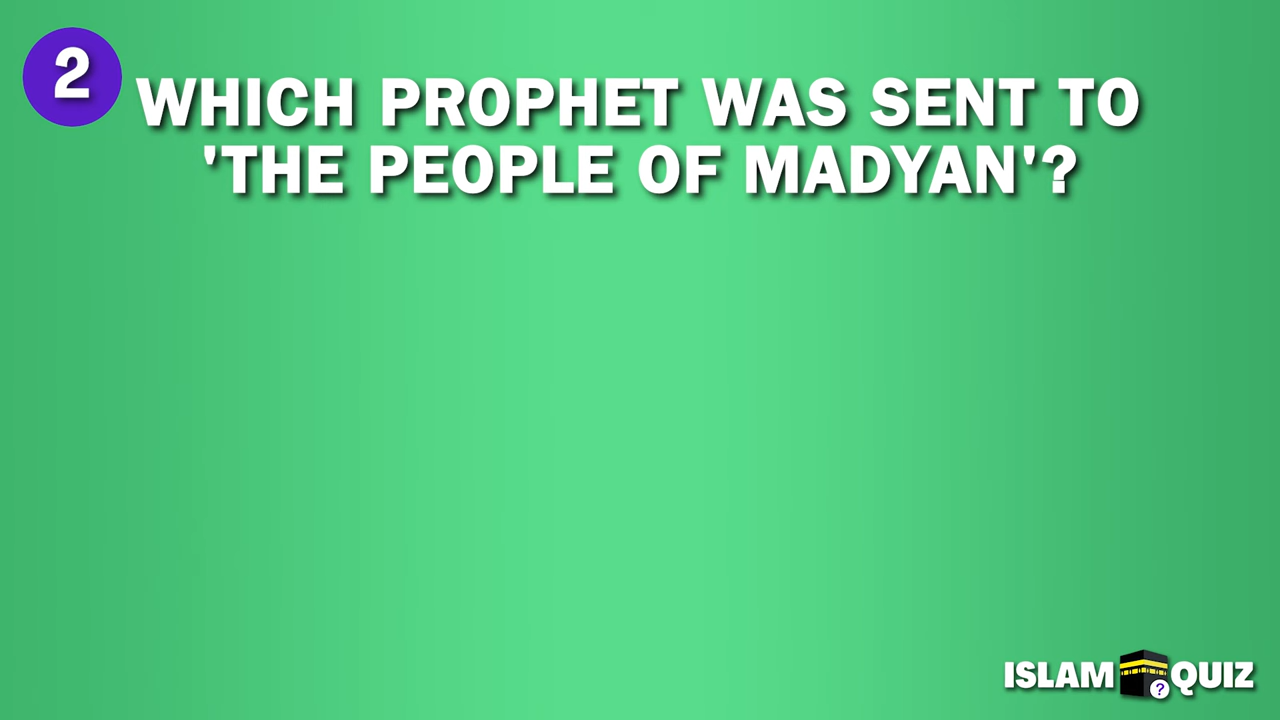 2
WHICH PROPHET WAS SENT TO
'THE PEOPLE OF MADYAN'?
ISLAM ? QUIZ